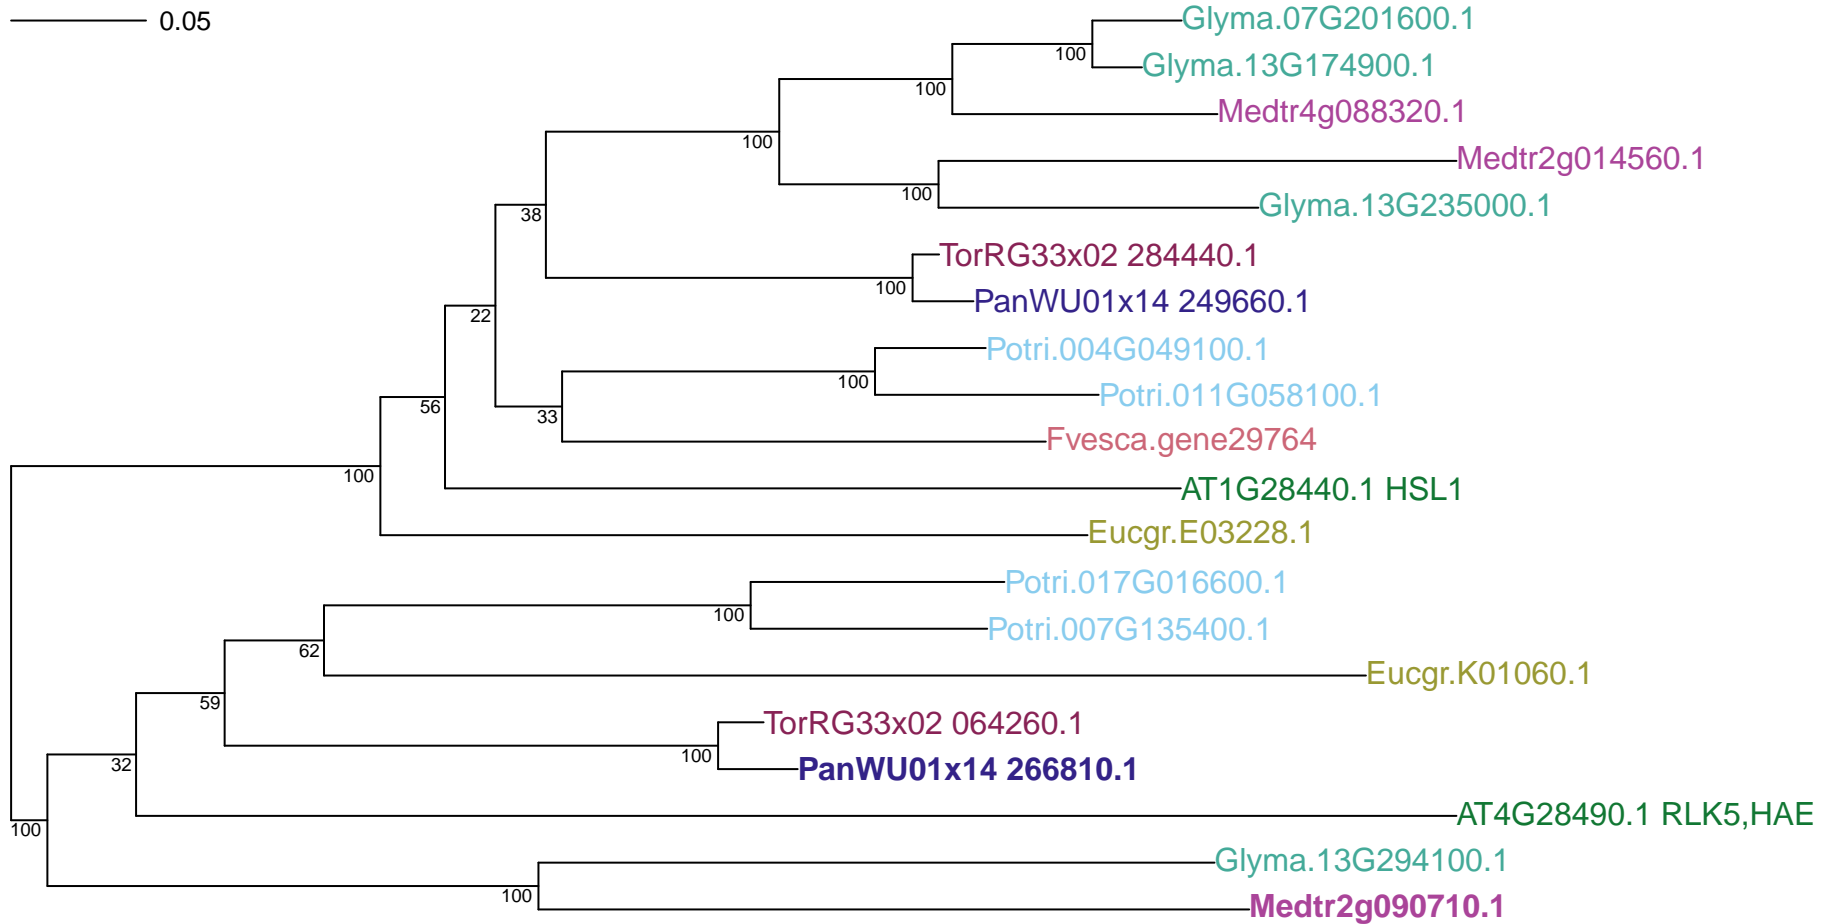 0.05
Glyma.07G201600.1
100
Glyma.13G174900.1
100
Medtr4g088320.1
100
Medtr2g014560.1
100
Glyma.13G235000.1
38
TorRG33x02 284440.1
100
PanWU01x14 249660.1
22
Potri.004G049100.1
100
Potri.011G058100.1
56
33
Fvesca.gene29764
100
AT1G28440.1 HSL1
Eucgr.E03228.1
Potri.017G016600.1
100
Potri.007G135400.1
62
Eucgr.K01060.1
59
TorRG33x02 064260.1
100
PanWU01x14 266810.1
32
AT4G28490.1 RLK5,HAE
100
Glyma.13G294100.1
100
Medtr2g090710.1